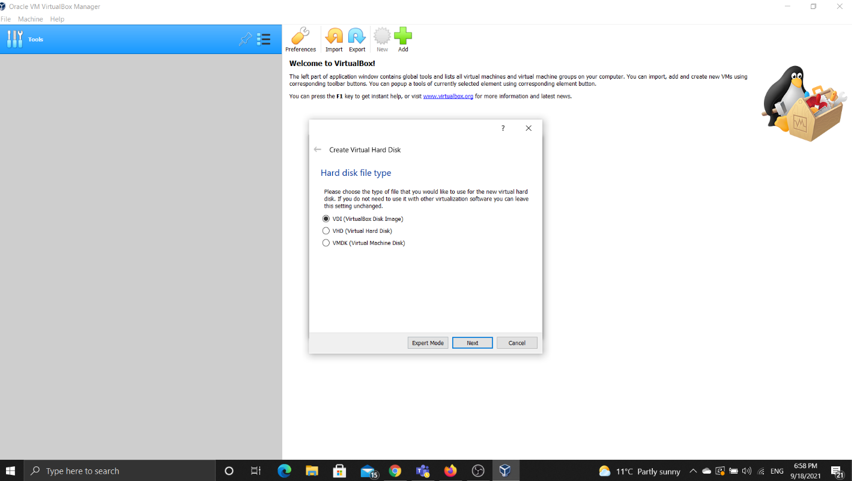 Oracle VM VirtualBox Manager
File Machine Help
Tools
Preferences Import Export New Add
Welcome to VirtualBox!
The left part of application window contains global tools and lists all virtual machines and virtual machine groups on your computer. You can import, add and create new VMs using
corresponding toolbar buttons. You can popup a tools of currently selected element using corresponding element button.
You can press the F1 key to get instant help, or visit www.virtualbox.org for more information and latest news.
?
Create Virtual Hard Disk
Hard disk file type
Please choose the type of file that you would like to use for the new virtual hard
disk. If you do not need to use it with other virtualization software you can leave
this setting unchanged.
VDI (VirtualBox Disk Image)
VHD (Virtual Hard Disk)
VMDK (Virtual Machine Disk)
Expert Mode Next Cancel
Type here to search
15
11°C Partly sunny
ENG
6:58 PM
9/18/2021
21